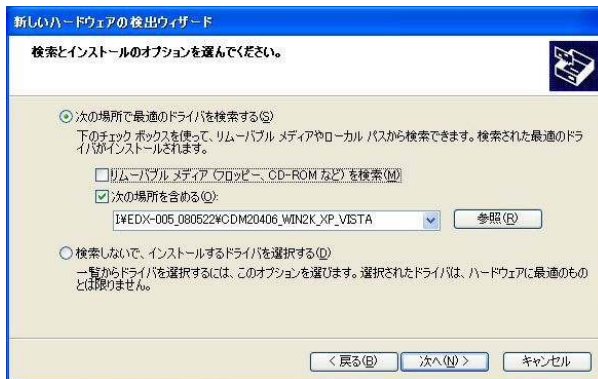 新しいハードウェアの検出ウィザード
検索とインストールのオプションを選んでください。
次の場所で最適のドライバを検索する(S)
下のチェック ボックスを使って、リムーバブル メディアやローカル パスから検索できます。検索された最適のドラ
イバがインストールされます。
リムーバブル メディア (フロッピー、CD-ROM など) を検索(M)
次の場所を含める(O):
I¥EDX-005_080522¥CDM20406_WIN2K_XP_VISTA
参照(R)
検索しないで、インストールするドライバを選択する(D)
一覧からドライバを選択するには、このオプションを選びます。選択されたドライバは、ハードウェアに最適のもの
とは限りません。
< 戻る(B) 次へ(N) > キャンセル